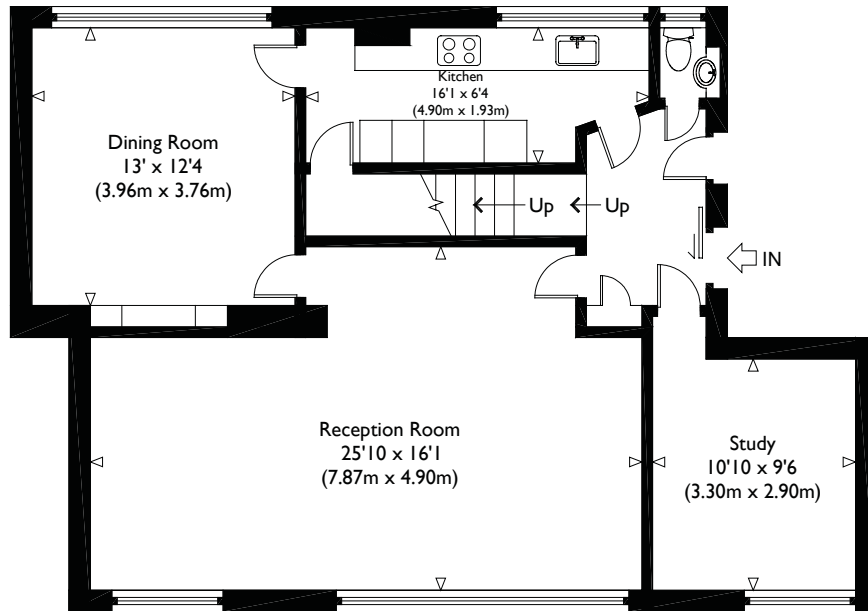 Kitchen
16'1 x 6'4
(4.90m x 1.93m)
Dining Room
13' x 12'4
(3.96m x 3.76m)
Up
Up
IN
Reception Room
25'10 x 16'1
(7.87m x 4.90m)
Study
10'10 x 9'6
(3.30m x 2.90m)